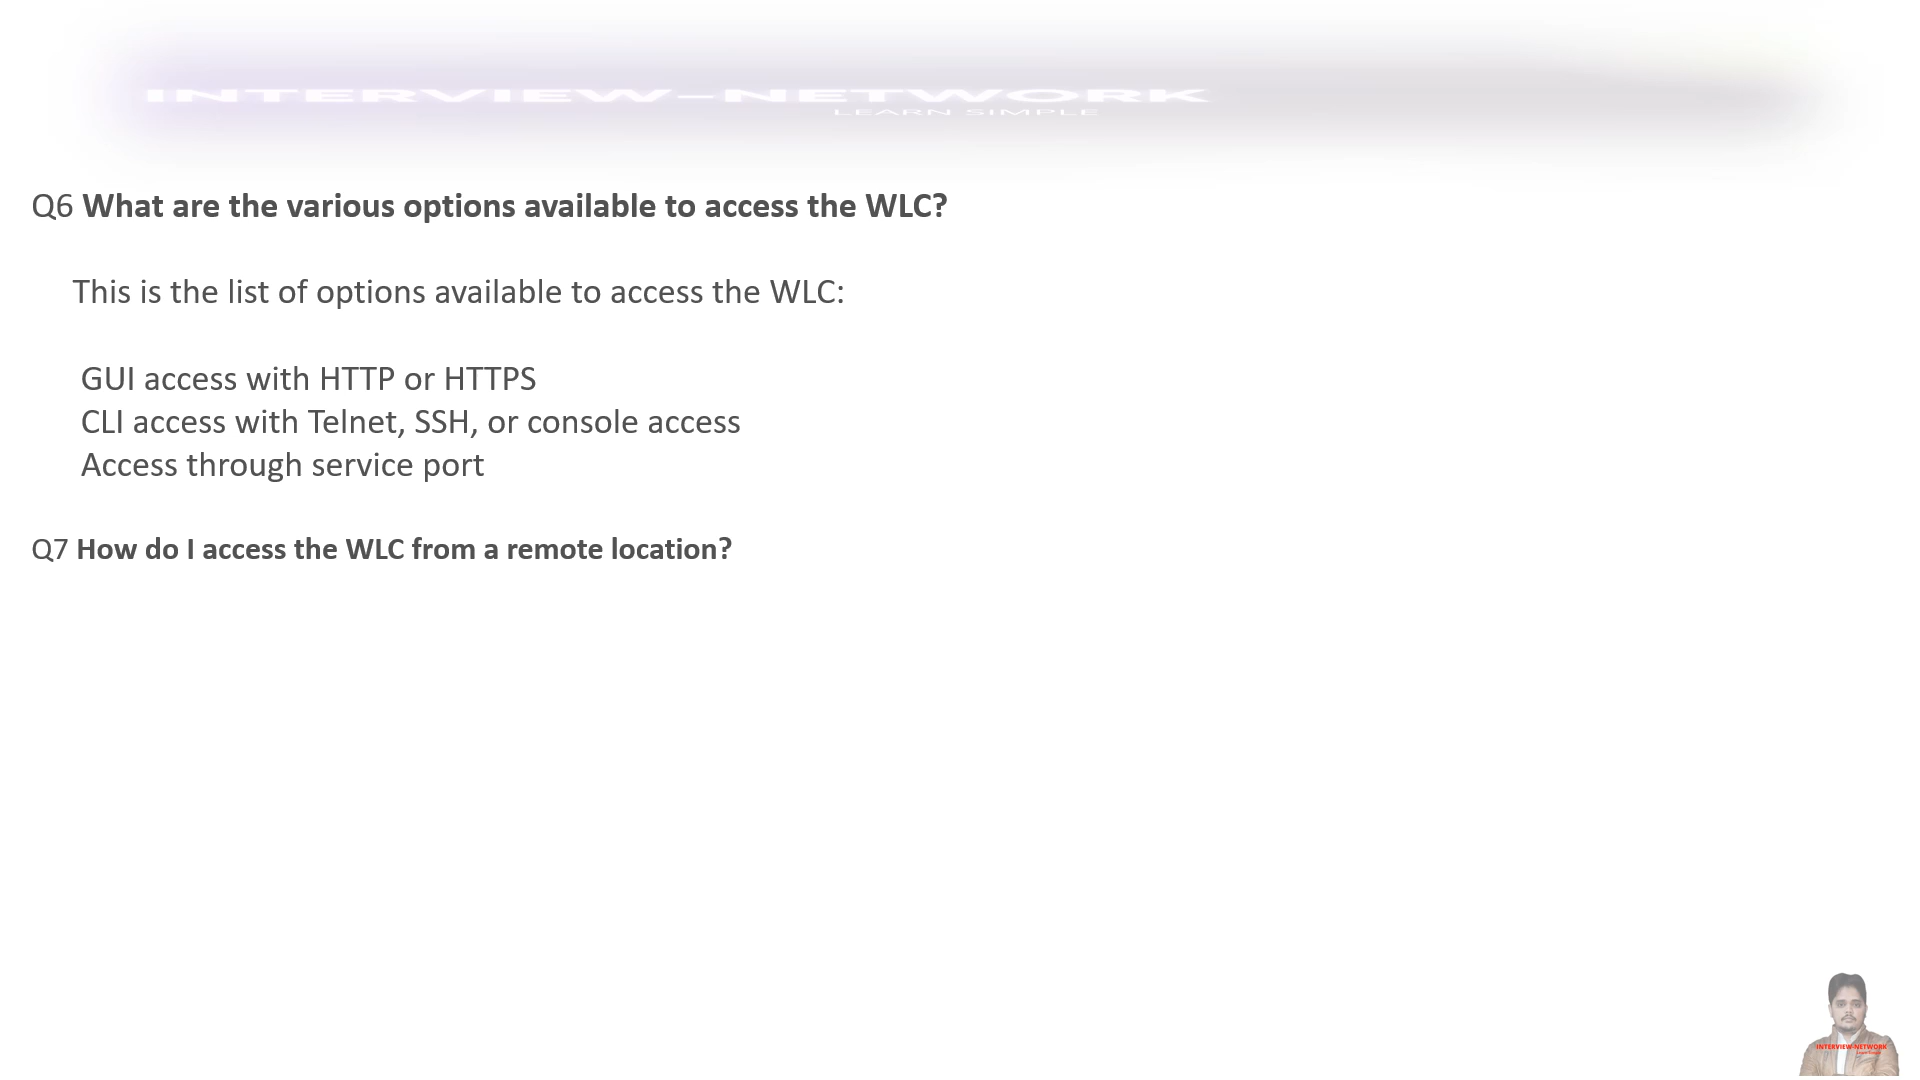 INTERVIEW-NETWORK
LEARN SIMPLE
Q6 What are the various options available to access the WLC?
This is the list of options available to access the WLC:
GUI access with HTTP or HTTPS
CLI access with Telnet, SSH, or console access
Access through service port
Q7 How do I access the WLC from a remote location?
INTERVIEW-NETWORK